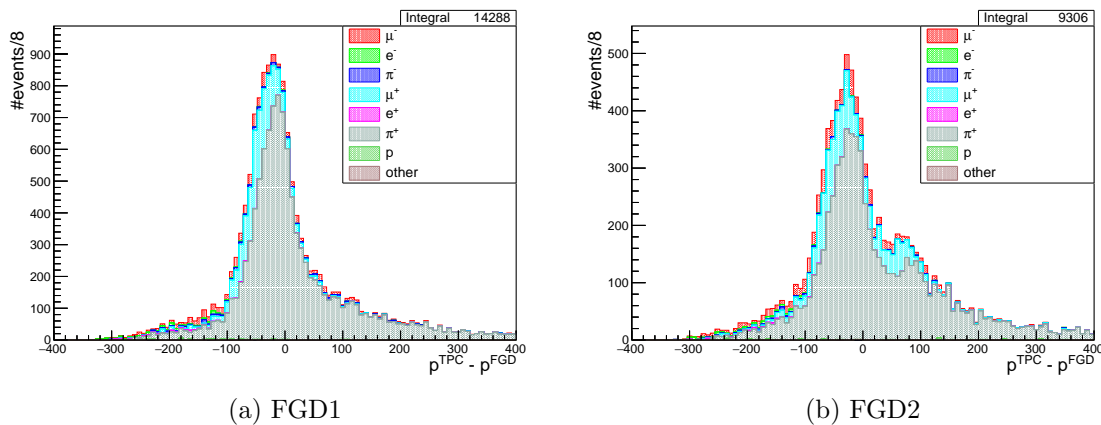 Integral 14288
#events/8
900
800
700
600
500
400
300
200
100
0
μ⁻
e⁻
π⁻
μ⁺
e⁺
π⁺
p
other
−400 −300 −200 −100 0 100 200 300 400
p^TPC - p^FGD
(a) FGD1
Integral 9306
#events/8
500
400
300
200
100
0
μ⁻
e⁻
π⁻
μ⁺
e⁺
π⁺
p
other
−400 −300 −200 −100 0 100 200 300 400
p^TPC - p^FGD
(b) FGD2